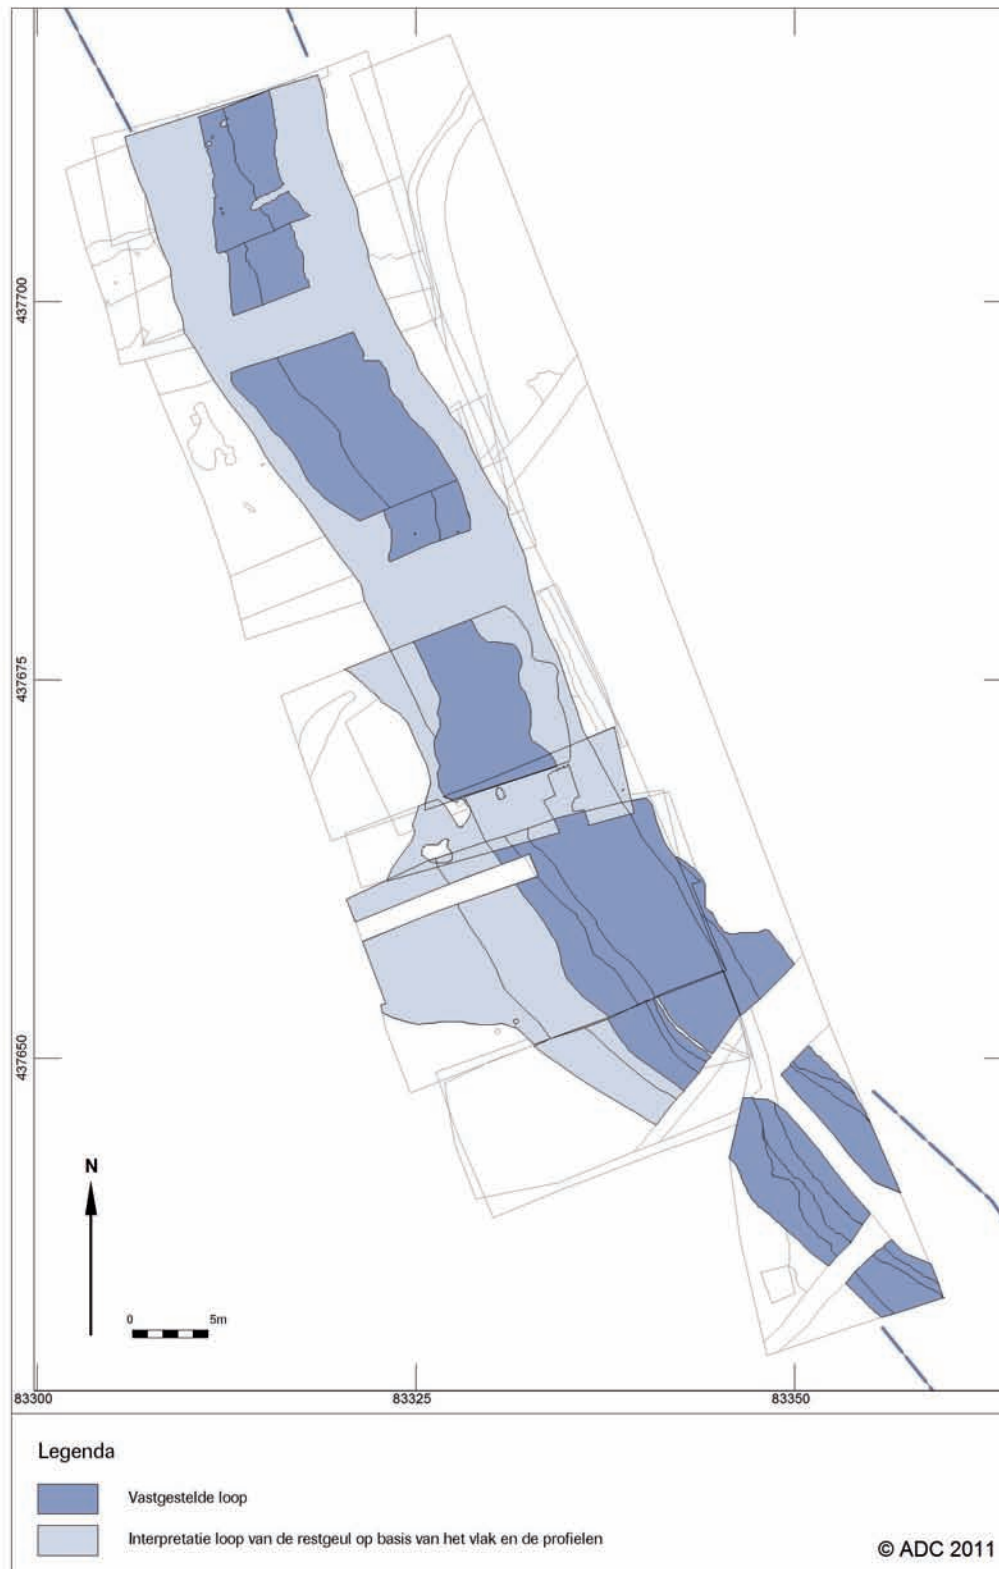 437700
437675
437650
N
0 5m
83300 83325 83350
Legenda
Vastgestelde loop
Interpretatie loop van de restgeul op basis van het vlak en de profielen
© ADC 2011